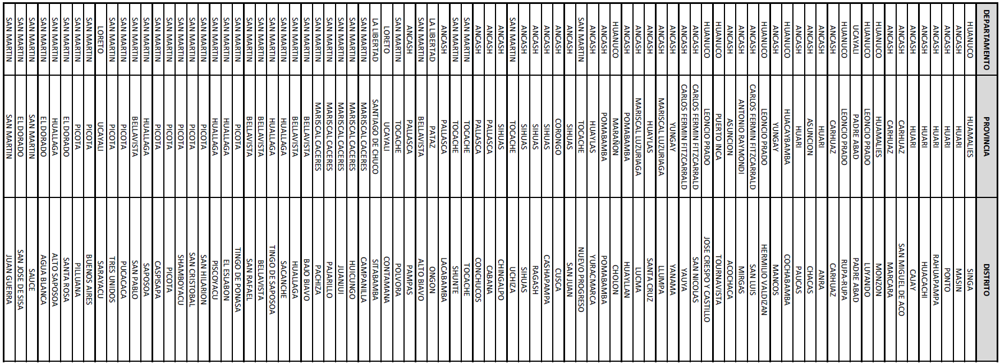 DEPARTAMENTO PROVINCIA DISTRITO
HUANUCO HUAMALIES SINGA
ANCASH HUARI MASIN
ANCASH HUARI PONTO
ANCASH HUARI RAHUAPAMPA
ANCASH HUARI HUACACHI
ANCASH HUARI CAJAY
ANCASH CARHUAZ SAN MIGUEL DE ACO
ANCASH CARHUAZ MARCARA
HUANUCO HUAMALIES MONZON
HUANUCO LEONCIO PRADO LUYANDO
UCAYALI PADRE ABAD PADRE ABAD
HUANUCO LEONCIO PRADO RUPA-RUPA
ANCASH CARHUAZ CARHUAZ
ANCASH HUARI ANRA
ANCASH ASUNCION CHACAS
ANCASH HUARI PAUCAS
HUANUCO HUACAYBAMBA COCHABAMBA
ANCASH YUNGAY MANCOS
HUANUCO LEONCIO PRADO HERMILIO VALDIZAN
ANCASH CARLOS FERMIN FITZCARRALD SAN LUIS
ANCASH ANTONIO RAYMONDI MIRGAS
ANCASH ASUNCION ACOCHACA
HUANUCO PUERTO INCA TOURNAVISTA
HUANUCO LEONCIO PRADO JOSE CRESPO Y CASTILLO
ANCASH CARLOS FERMIN FITZCARRALD SAN NICOLAS
ANCASH CARLOS FERMIN FITZCARRALD YAUYA
ANCASH YUNGAY YANAMA
ANCASH MARISCAL LUZURIAGA LLUMPA
ANCASH HUAYLAS SANTA CRUZ
ANCASH MARISCAL LUZURIAGA LUCMA
ANCASH POMABAMBA HUAYLLAN
HUANUCO MARAÑON CHOLON
ANCASH POMABAMBA POMABAMBA
ANCASH HUAYLAS YURACMARCA
SAN MARTIN TOCACHE NUEVO PROGRESO
ANCASH SIHUAS SAN JUAN
ANCASH CORONGO CUSCA
ANCASH SIHUAS CASHAPAMPA
ANCASH SIHUAS RAGASH
ANCASH SIHUAS SIHUAS
SAN MARTIN TOCACHE UCHIZA
ANCASH SIHUAS CHINGALPO
ANCASH PALLASCA CABANA
ANCASH PALLASCA CONCHUCOS
SAN MARTIN TOCACHE TOCACHE
SAN MARTIN TOCACHE SHUNTE
ANCASH PALLASCA LACABAMBA
LA LIBERTAD PATAZ ONGON
SAN MARTIN BELLAVISTA ALTO BIAVO
ANCASH PALLASCA PAMPAS
SAN MARTIN TOCACHE POLVORA
LORETO UCAYALI CONTAMANA
LA LIBERTAD SANTIAGO DE CHUCO SITABAMBA
SAN MARTIN MARISCAL CACERES CAMPANILLA
SAN MARTIN MARISCAL CACERES HUICUNGO
SAN MARTIN MARISCAL CACERES JUANJUI
SAN MARTIN MARISCAL CACERES PAJARILLO
SAN MARTIN MARISCAL CACERES PACHIZA
SAN MARTIN BELLAVISTA BAJO BIAVO
SAN MARTIN BELLAVISTA HUALLAGA
SAN MARTIN HUALLAGA SACANCHE
SAN MARTIN HUALLAGA TINGO DE SAPOSOA
SAN MARTIN BELLAVISTA BELLAVISTA
SAN MARTIN BELLAVISTA SAN RAFAEL
SAN MARTIN PICOTA TINGO DE PONASA
SAN MARTIN HUALLAGA EL ESLABON
SAN MARTIN HUALLAGA PISCOYACU
SAN MARTIN PICOTA SAN HILARION
SAN MARTIN PICOTA SAN CRISTOBAL
SAN MARTIN PICOTA SHAMBOYACU
SAN MARTIN PICOTA PICOTA
SAN MARTIN PICOTA CASPISAPA
SAN MARTIN HUALLAGA SAPOSOA
SAN MARTIN BELLAVISTA SAN PABLO
SAN MARTIN PICOTA PUCACACA
SAN MARTIN PICOTA TRES UNIDOS
LORETO UCAYALI SARAYACU
SAN MARTIN PICOTA BUENOS AIRES
SAN MARTIN PICOTA PILLUANA
SAN MARTIN EL DORADO SANTA ROSA
SAN MARTIN HUALLAGA ALTO SAPOSOA
SAN MARTIN EL DORADO AGUA BLANCA
SAN MARTIN SAN MARTIN SAUCE
SAN MARTIN EL DORADO SAN JOSE DE SISA
SAN MARTIN SAN MARTIN JUAN GUERRA